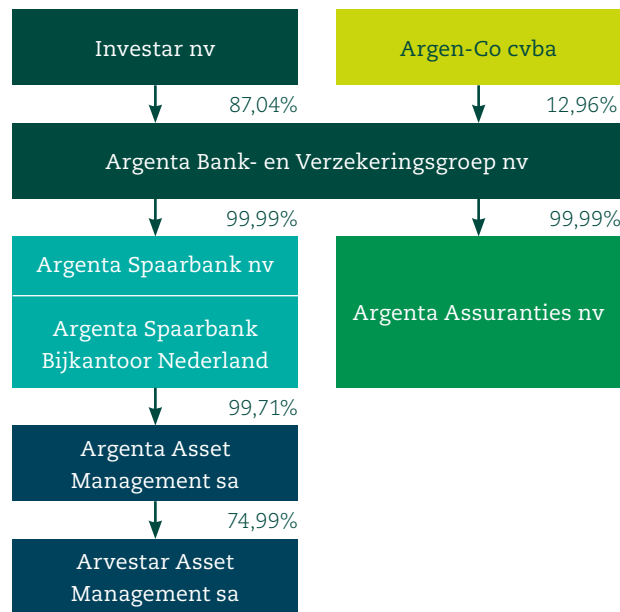 Investar nv
Argen-Co cvba
87,04%
12,96%
Argenta Bank- en Verzekeringsgroep nv
99,99%
99,99%
Argenta Spaarbank nv
Argenta Spaarbank
Bijkantoor Nederland
Argenta Assuranties nv
99,71%
Argenta Asset
Management sa
74,99%
Arvestar Asset
Management sa